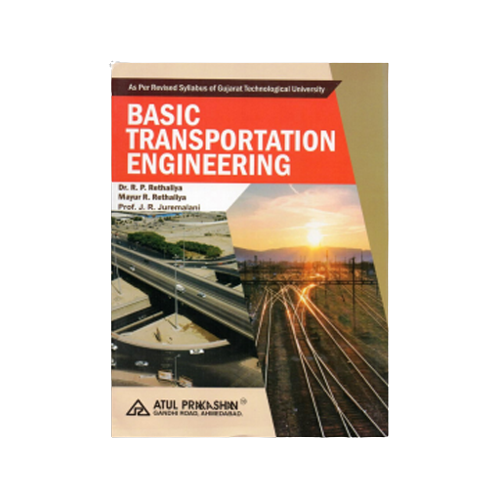 As Per Revised Syllabus of Gujarat Technological University
BASIC
TRANSPORTATION
ENGINEERING
Dr. R. P. Rethaliya
Mayur R. Rethaliya
Prof. J. R. Juremalani
ATUL PRAKASHAN
GANDHI ROAD, AHMEDABAD.